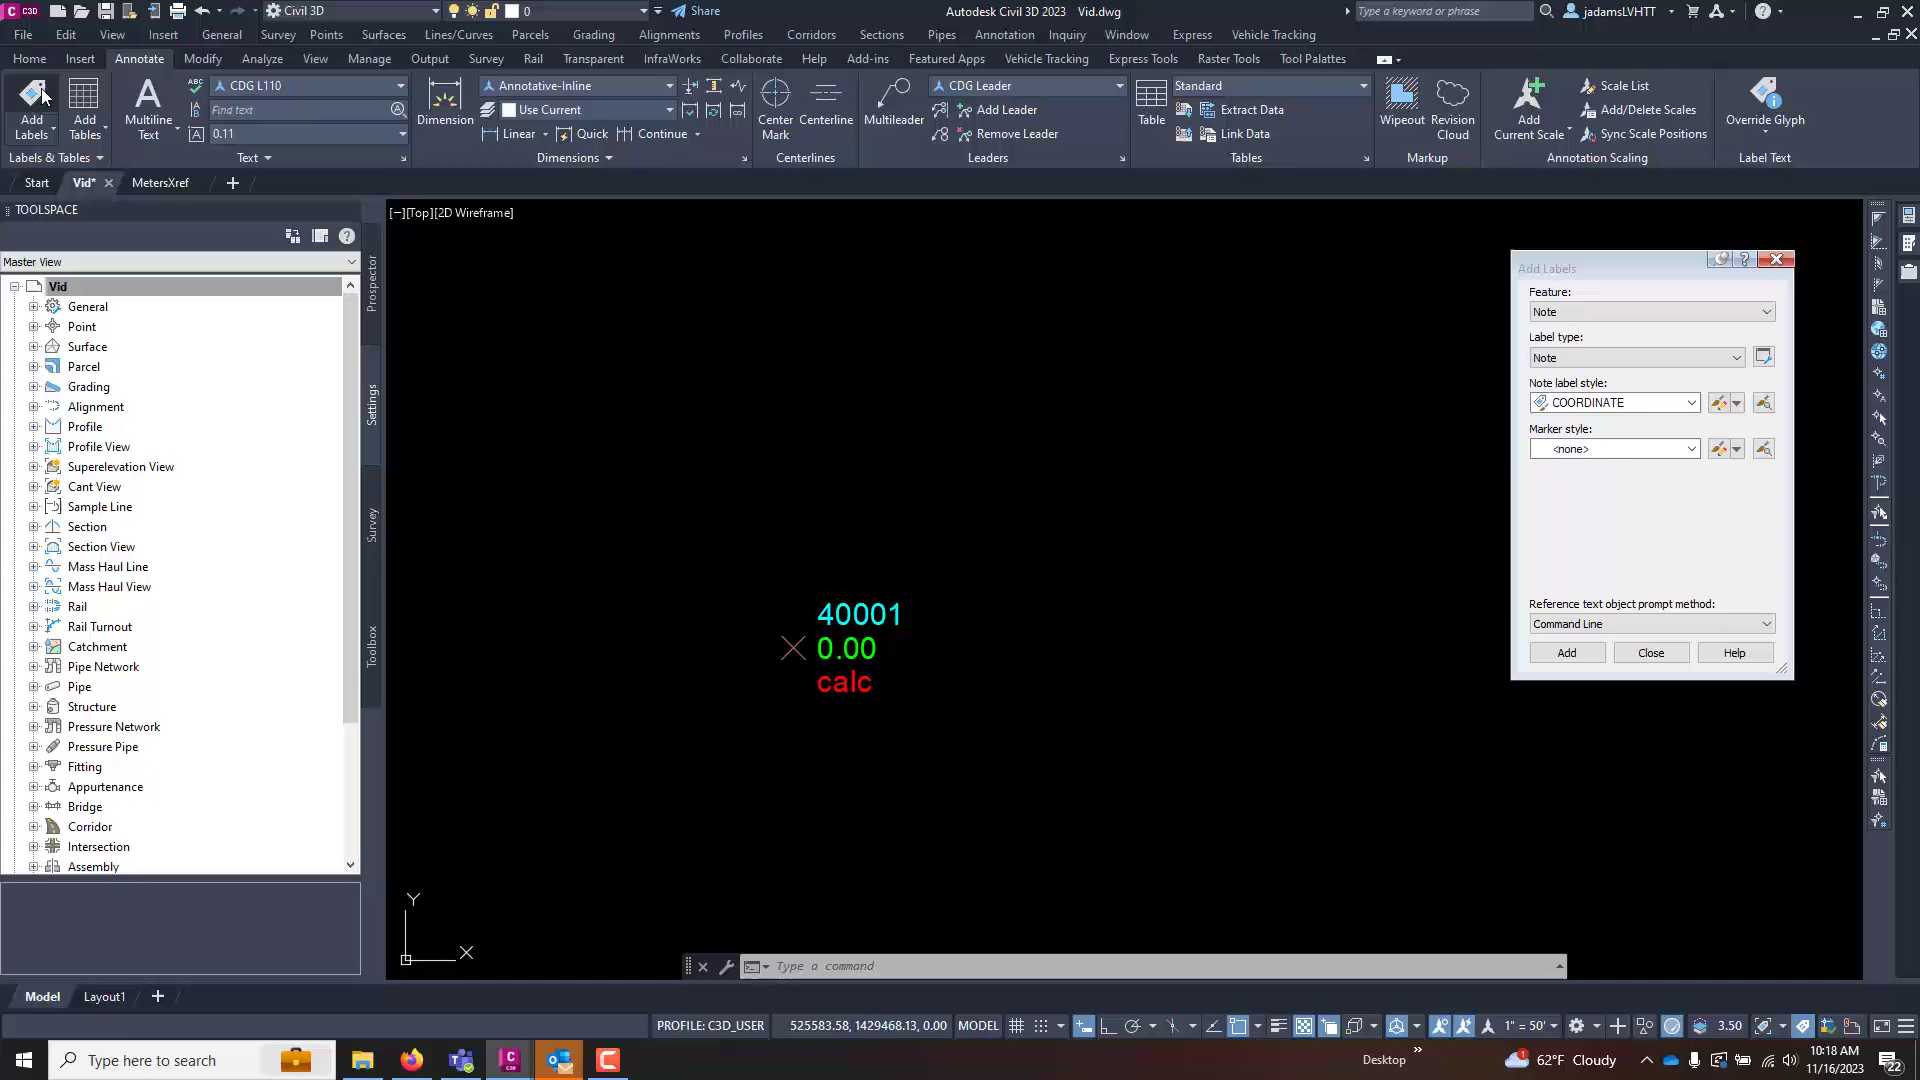 C3D
Civil 3D
0
Share
Autodesk Civil 3D 2023 Vid.dwg
Type a keyword or phrase
jadamsLVHTT
File Edit View Insert General Survey Points Surfaces Lines/Curves Parcels Grading Alignments Profiles Corridors Sections Pipes Annotation Inquiry Window Express Vehicle Tracking
Home Insert Annotate Modify Analyze View Manage Output Survey Rail Transparent InfraWorks Collaborate Help Add-ins Featured Apps Vehicle Tracking Express Tools Raster Tools Tool Palettes
Add Labels
Add Tables
Labels & Tables
Multiline Text
ABC
CDG L110
Find text
0.11
Text
Dimension
Annotative-Inline
Use Current
Linear
Quick
Continue
Dimensions
Center Mark
Centerline
Centerlines
Multileader
CDG Leader
Add Leader
Remove Leader
Leaders
Table
Standard
Extract Data
Link Data
Tables
Wipeout
Revision Cloud
Markup
Add Current Scale
Scale List
Add/Delete Scales
Sync Scale Positions
Annotation Scaling
Override Glyph
Label Text
Start
Vid*
MetersXref
TOOLSPACE
Master View
Vid
General
Point
Surface
Parcel
Grading
Alignment
Profile
Profile View
Superelevation View
Cant View
Sample Line
Section
Section View
Mass Haul Line
Mass Haul View
Rail
Rail Turnout
Catchment
Pipe Network
Pipe
Structure
Pressure Network
Pressure Pipe
Fitting
Appurtenance
Bridge
Corridor
Intersection
Assembly
Prospector
Settings
Survey
Toolbox
[−][Top][2D Wireframe]
40001
0.00
calc
Y
X
Add Labels
Feature:
Note
Label type:
Note
Note label style:
COORDINATE
Marker style:
<none>
Reference text object prompt method:
Command Line
Add
Close
Help
Type a command
Model
Layout1
PROFILE: C3D_USER
525583.58, 1429468.13, 0.00
MODEL
1" = 50'
3.50
Type here to search
Desktop
62°F Cloudy
10:18 AM
11/16/2023
22